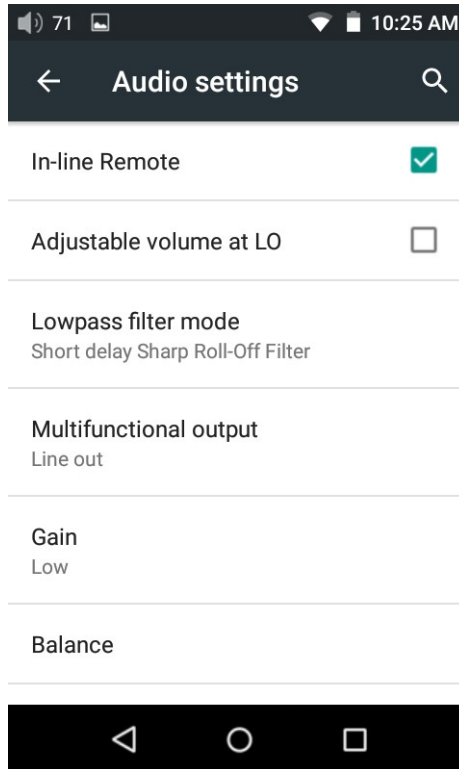 71 10:25 AM
Audio settings
In-line Remote
Adjustable volume at LO
Lowpass filter mode
Short delay Sharp Roll-Off Filter
Multifunctional output
Line out
Gain
Low
Balance